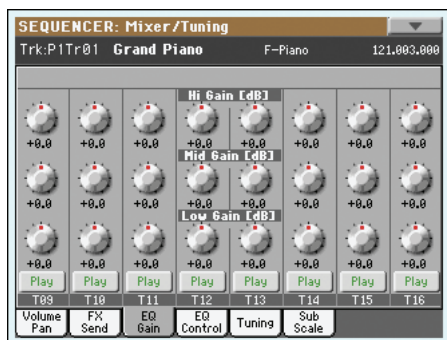 SEQUENCER: Mixer/Tuning
Trk:P1Tr01 Grand Piano F-Piano 121.003.000
Hi Gain [dB]
+0.0 +0.0 +0.0 +0.0 +0.0 +0.0 +0.0 +0.0
Mid Gain [dB]
+0.0 +0.0 +0.0 +0.0 +0.0 +0.0 +0.0 +0.0
Low Gain [dB]
+0.0 +0.0 +0.0 +0.0 +0.0 +0.0 +0.0 +0.0
Play Play Play Play Play Play Play Play
T09 T10 T11 T12 T13 T14 T15 T16
Volume Pan FX Send EQ Gain EQ Control Tuning Sub Scale